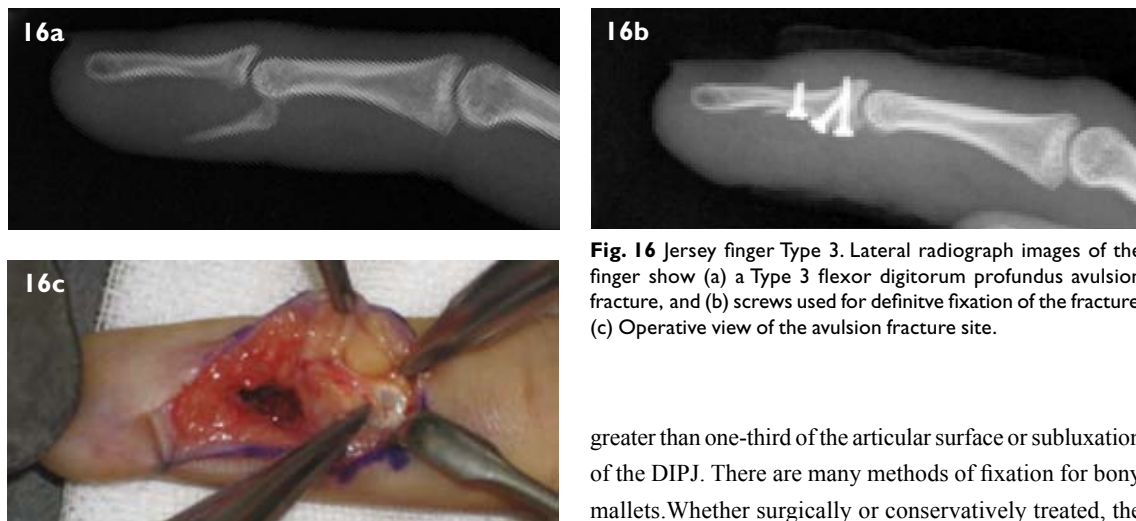 16a
16b
Fig. 16 Jersey finger Type 3. Lateral radiograph images of the
finger show (a) a Type 3 flexor digitorum profundus avulsion
fracture, and (b) screws used for definitve fixation of the fracture
(c) Operative view of the avulsion fracture site.
16c
greater than one-third of the articular surface or subluxation
of the DIPJ. There are many methods of fixation for bony
mallets.Whether surgically or conservatively treated, the